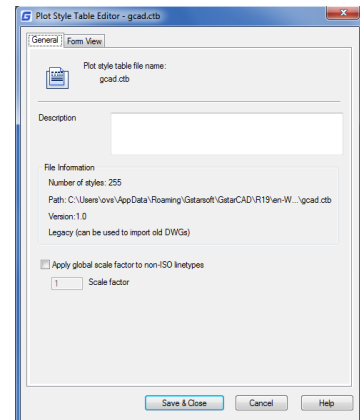 Plot Style Table Editor - gcad.ctb
General
Form View
Plot style table file name:
gcad.ctb
Description
File Information
Number of styles: 255
Path: C:\Users\ovs\AppData\Roaming\Gstarsoft\GstarCAD\R19\en-W...\gcad.ctb
Version:1.0
Legacy (can be used to import old DWGs)
Apply global scale factor to non-ISO linetypes
1 Scale factor
Save & Close
Cancel
Help